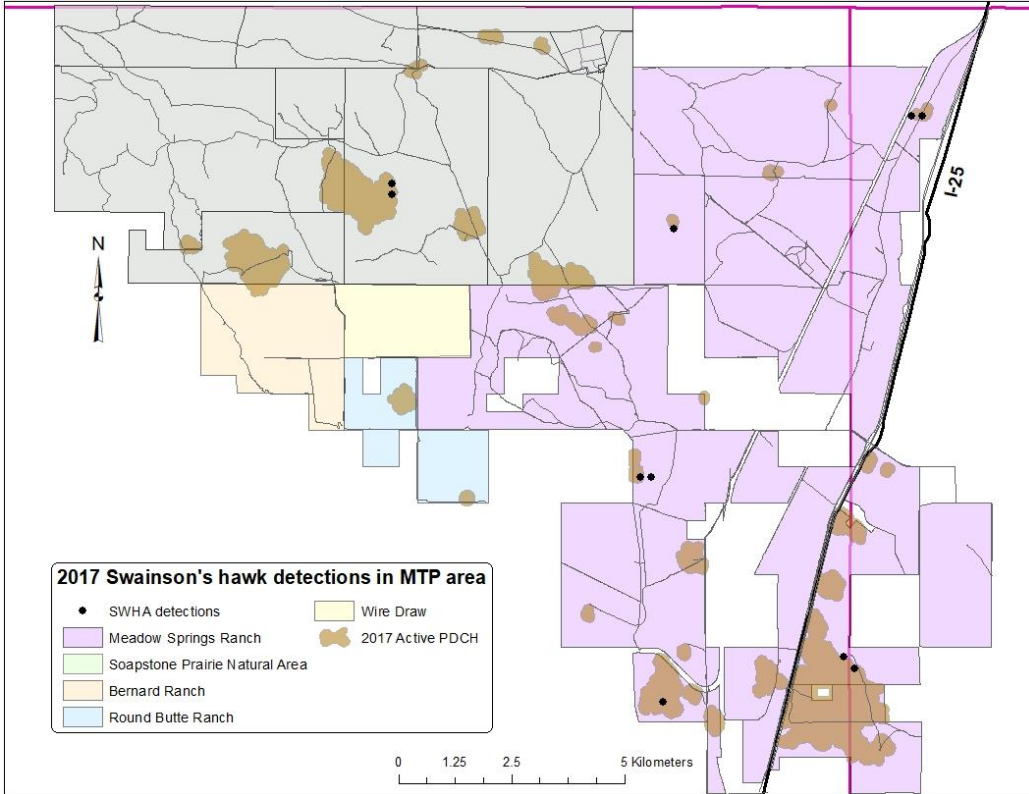 I-25
N
2017 Swainson's hawk detections in MTP area
SWHA detections
Wire Draw
Meadow Springs Ranch
2017 Active PDCH
Soapstone Prairie Natural Area
Bernard Ranch
Round Butte Ranch
0 1.25 2.5 5 Kilometers